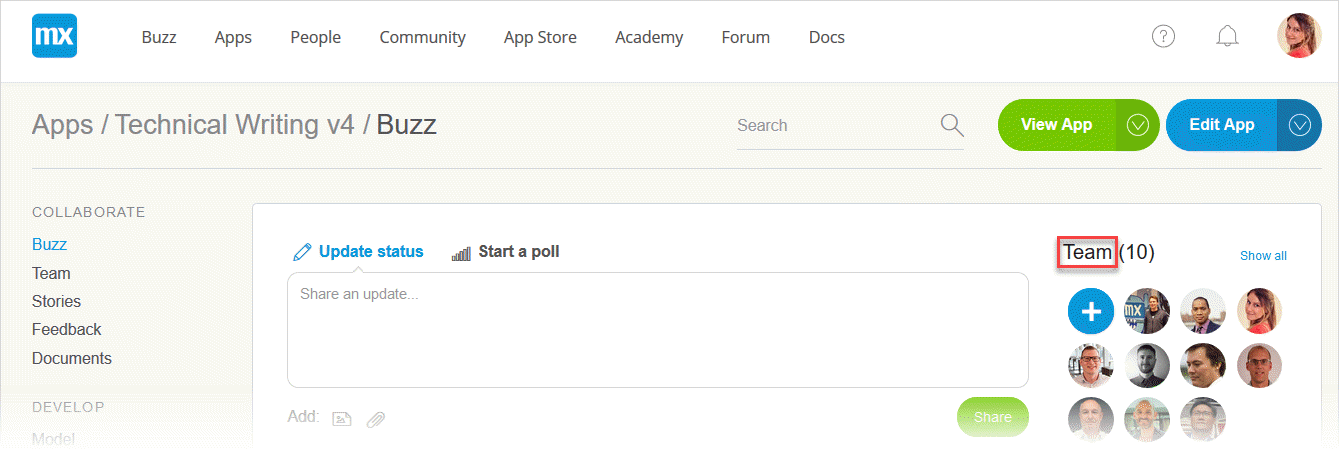 mx Buzz Apps People Community App Store Academy Forum Docs ?
Apps / Technical Writing v4 / Buzz Search View App Edit App
COLLABORATE
Buzz
Team
Stories
Feedback
Documents
DEVELOP
Model
Update status Start a poll
Share an update...
Add: Share
Team (10) Show all
mx